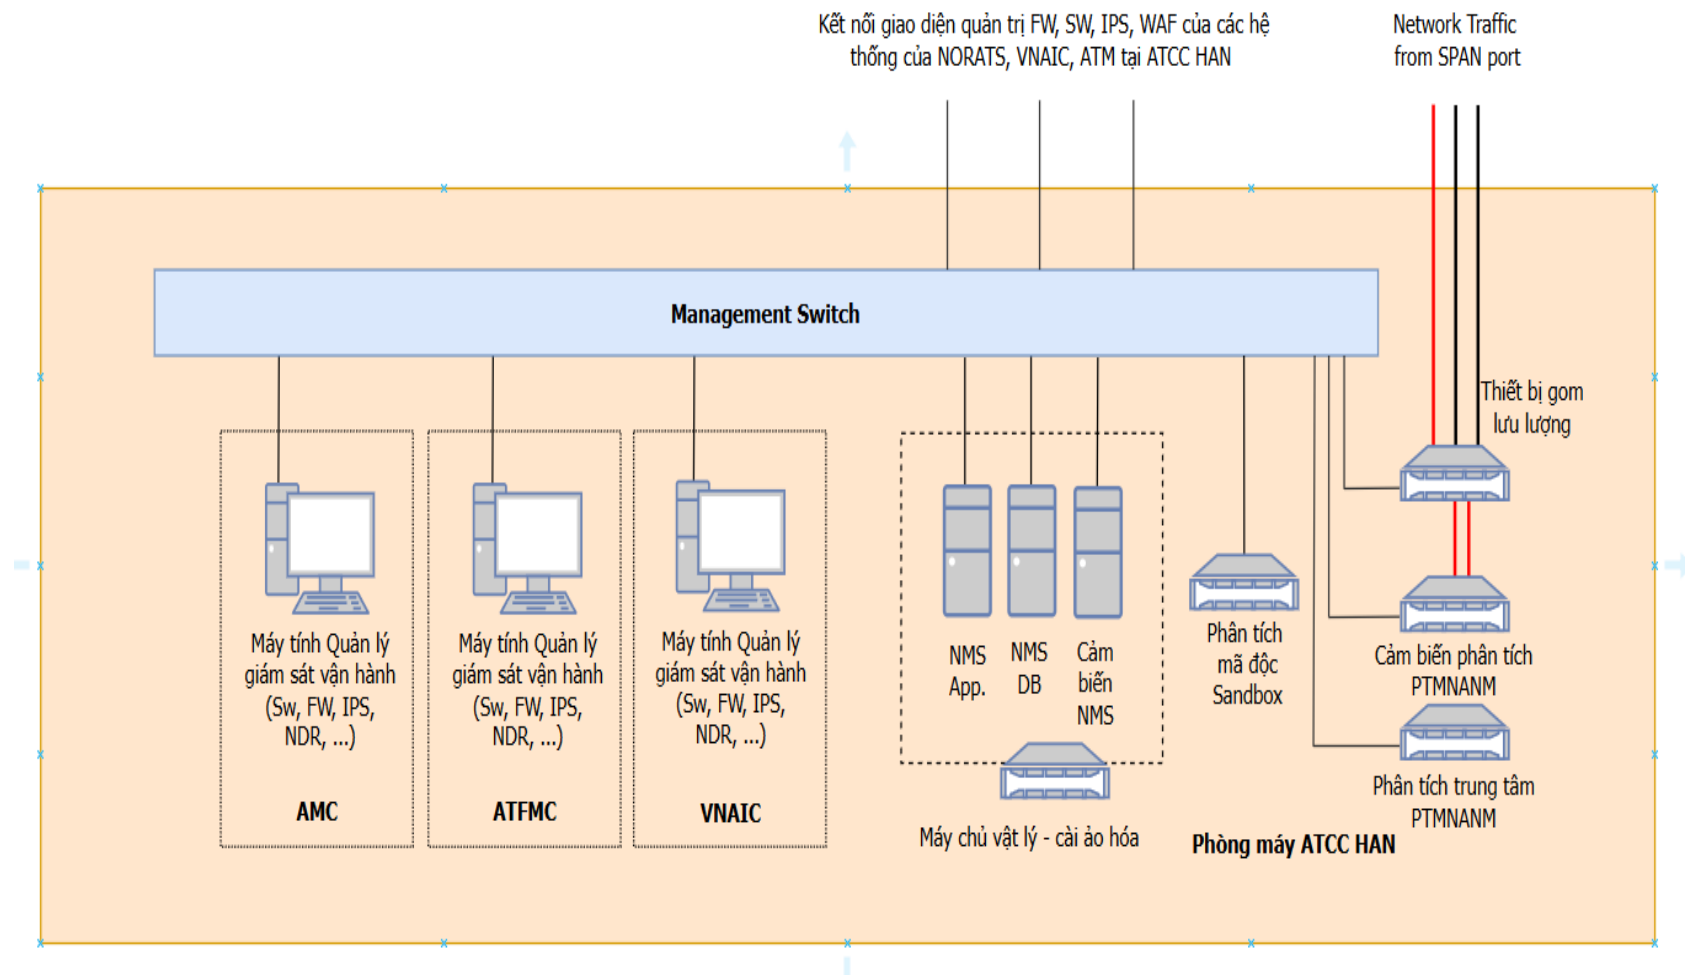 Kết nối giao diện quản trị FW, SW, IPS, WAF của các hệ
thống của NORATS, VNAIC, ATM tại ATCC HAN
Network Traffic
from SPAN port
Management Switch
Thiết bị gom
lưu lượng
Máy tính Quản lý
giám sát vận hành
(Sw, FW, IPS,
NDR, ...)
AMC
Máy tính Quản lý
giám sát vận hành
(Sw, FW, IPS,
NDR, ...)
ATFMC
Máy tính Quản lý
giám sát vận hành
(Sw, FW, IPS,
NDR, ...)
VNAIC
NMS
App.
NMS
DB
Cảm
biến
NMS
Máy chủ vật lý - cài ảo hóa
Phân tích
mã độc
Sandbox
Cảm biến phân tích
PTMNANM
Phân tích trung tâm
PTMNANM
Phòng máy ATCC HAN